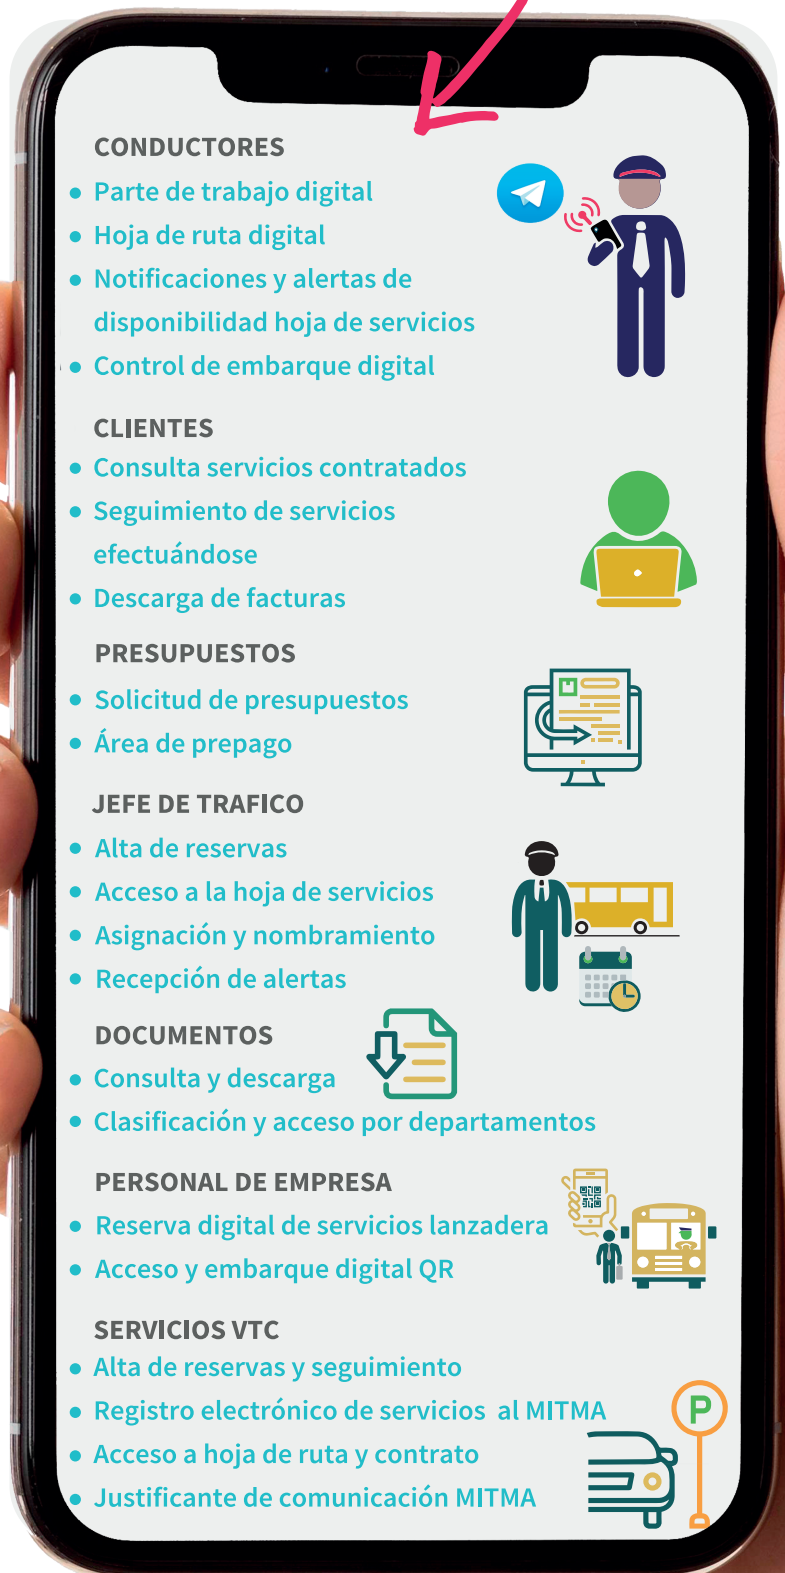 CONDUCTORES
Parte de trabajo digital
Hoja de ruta digital
Notificaciones y alertas de
disponibilidad hoja de servicios
Control de embarque digital
CLIENTES
Consulta servicios contratados
Seguimiento de servicios
efectuándose
Descarga de facturas
PRESUPUESTOS
Solicitud de presupuestos
Área de prepago
JEFE DE TRAFICO
Alta de reservas
Acceso a la hoja de servicios
Asignación y nombramiento
Recepción de alertas
DOCUMENTOS
Consulta y descarga
Clasificación y acceso por departamentos
PERSONAL DE EMPRESA
Reserva digital de servicios lanzadera
Acceso y embarque digital QR
SERVICIOS VTC
Alta de reservas y seguimiento
Registro electrónico de servicios al MITMA
P
Acceso a hoja de ruta y contrato
Justificante de comunicación MITMA